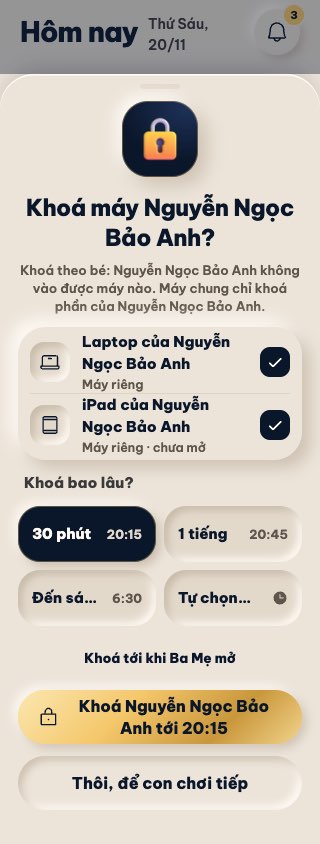 Hôm nay
Thứ Sáu,
20/11
3
Khoá máy Nguyễn Ngọc
Bảo Anh?
Khoá theo bé: Nguyễn Ngọc Bảo Anh không
vào được máy nào. Máy chung chỉ khoá
phần của Nguyễn Ngọc Bảo Anh.
Laptop của Nguyễn
Ngọc Bảo Anh
Máy riêng
iPad của Nguyễn
Ngọc Bảo Anh
Máy riêng · chưa mở
Khoá bao lâu?
30 phút 20:15
1 tiếng 20:45
Đến sá... 6:30
Tự chọn...
Khoá tới khi Ba Mẹ mở
Khoá Nguyễn Ngọc Bảo
Anh tới 20:15
Thôi, để con chơi tiếp